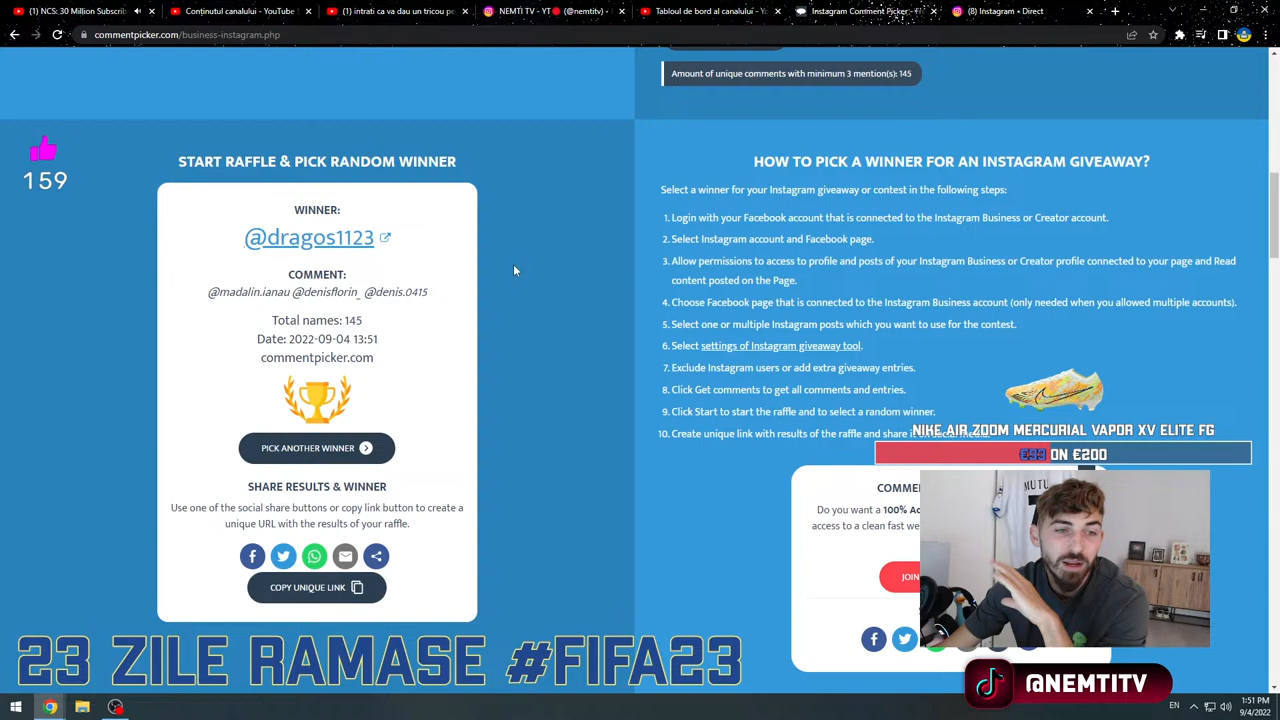 (1) NCS: 30 Million Subscrib
Conținutul canalului - YouTube S
(1) intrati ca va dau un tricou pe
NEMTI TV - YT (@nemtitv) • I
Tabloul de bord al canalului - Yo
Instagram Comment Picker - Fr
Instagram • Direct
commentpicker.com/business-instagram.php
Amount of unique comments with minimum 3 mention(s): 145
159
START RAFFLE & PICK RANDOM WINNER
WINNER:
@dragos1123
COMMENT:
@madalin.ianau @denisflorin_ @denis.0415
Total names: 145
Date: 2022-09-04 13:51
commentpicker.com
PICK ANOTHER WINNER
SHARE RESULTS & WINNER
Use one of the social share buttons or copy link button to create a
unique URL with the results of your raffle.
COPY UNIQUE LINK
HOW TO PICK A WINNER FOR AN INSTAGRAM GIVEAWAY?
Select a winner for your Instagram giveaway or contest in the following steps:
1. Login with your Facebook account that is connected to the Instagram Business or Creator account.
2. Select Instagram account and Facebook page.
3. Allow permissions to access to profile and posts of your Instagram Business or Creator profile connected to your page and Read
content posted on the Page.
4. Choose Facebook page that is connected to the Instagram Business account (only needed when you allowed multiple accounts).
5. Select one or multiple Instagram posts which you want to use for the contest.
6. Select settings of Instagram giveaway tool.
7. Exclude Instagram users or add extra giveaway entries.
8. Click Get comments to get all comments and entries.
9. Click Start to start the raffle and to select a random winner.
10. Create unique link with results of the raffle and share it on social media.
NIKE AIR ZOOM MERCURIAL VAPOR XV ELITE FG
€93 ON €200
COMME
Do you want a 100% Ad
access to a clean fast we
JOIN
MUTU
23 ZILE RAMASE #FIFA23
@NEMTITV
EN
1:51 PM
9/4/2022